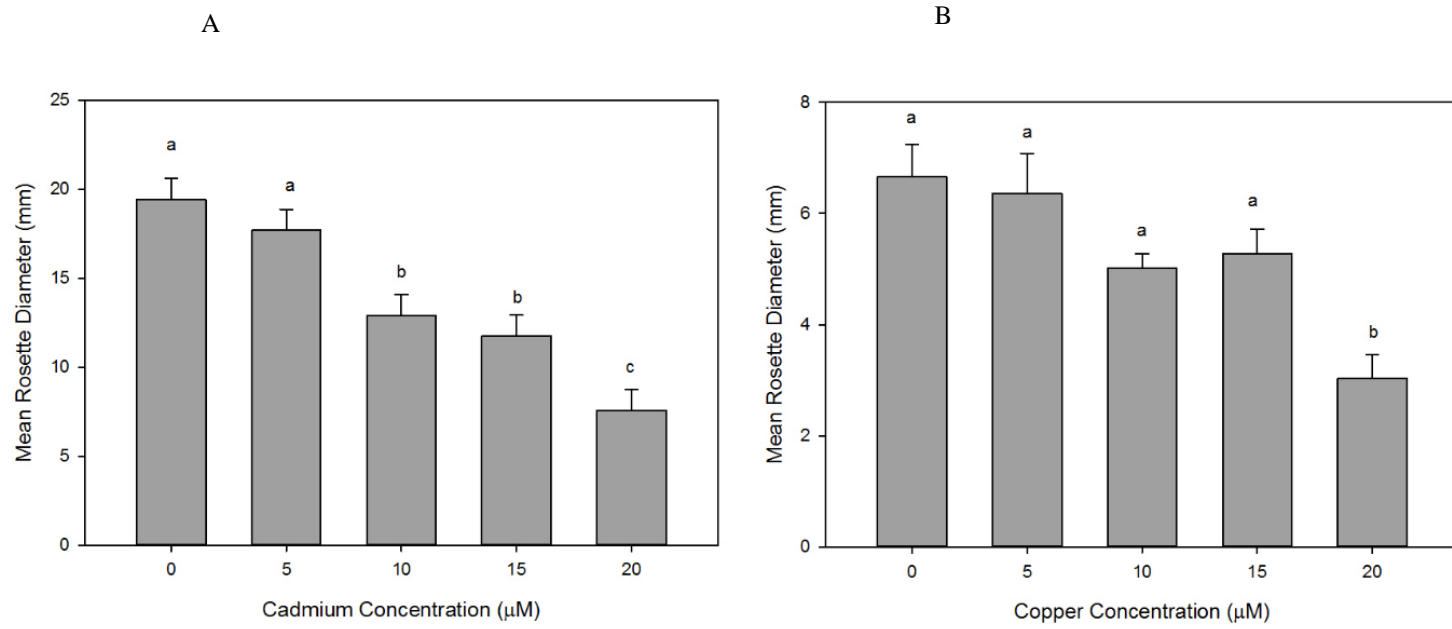 A
25
20
15
10
5
0
Mean Rosette Diameter (mm)
a
a
b
b
c
0 5 10 15 20
Cadmium Concentration (μM)
B
8
6
4
2
0
Mean Rosette Diameter (mm)
a
a
a
a
b
0 5 10 15 20
Copper Concentration (μM)